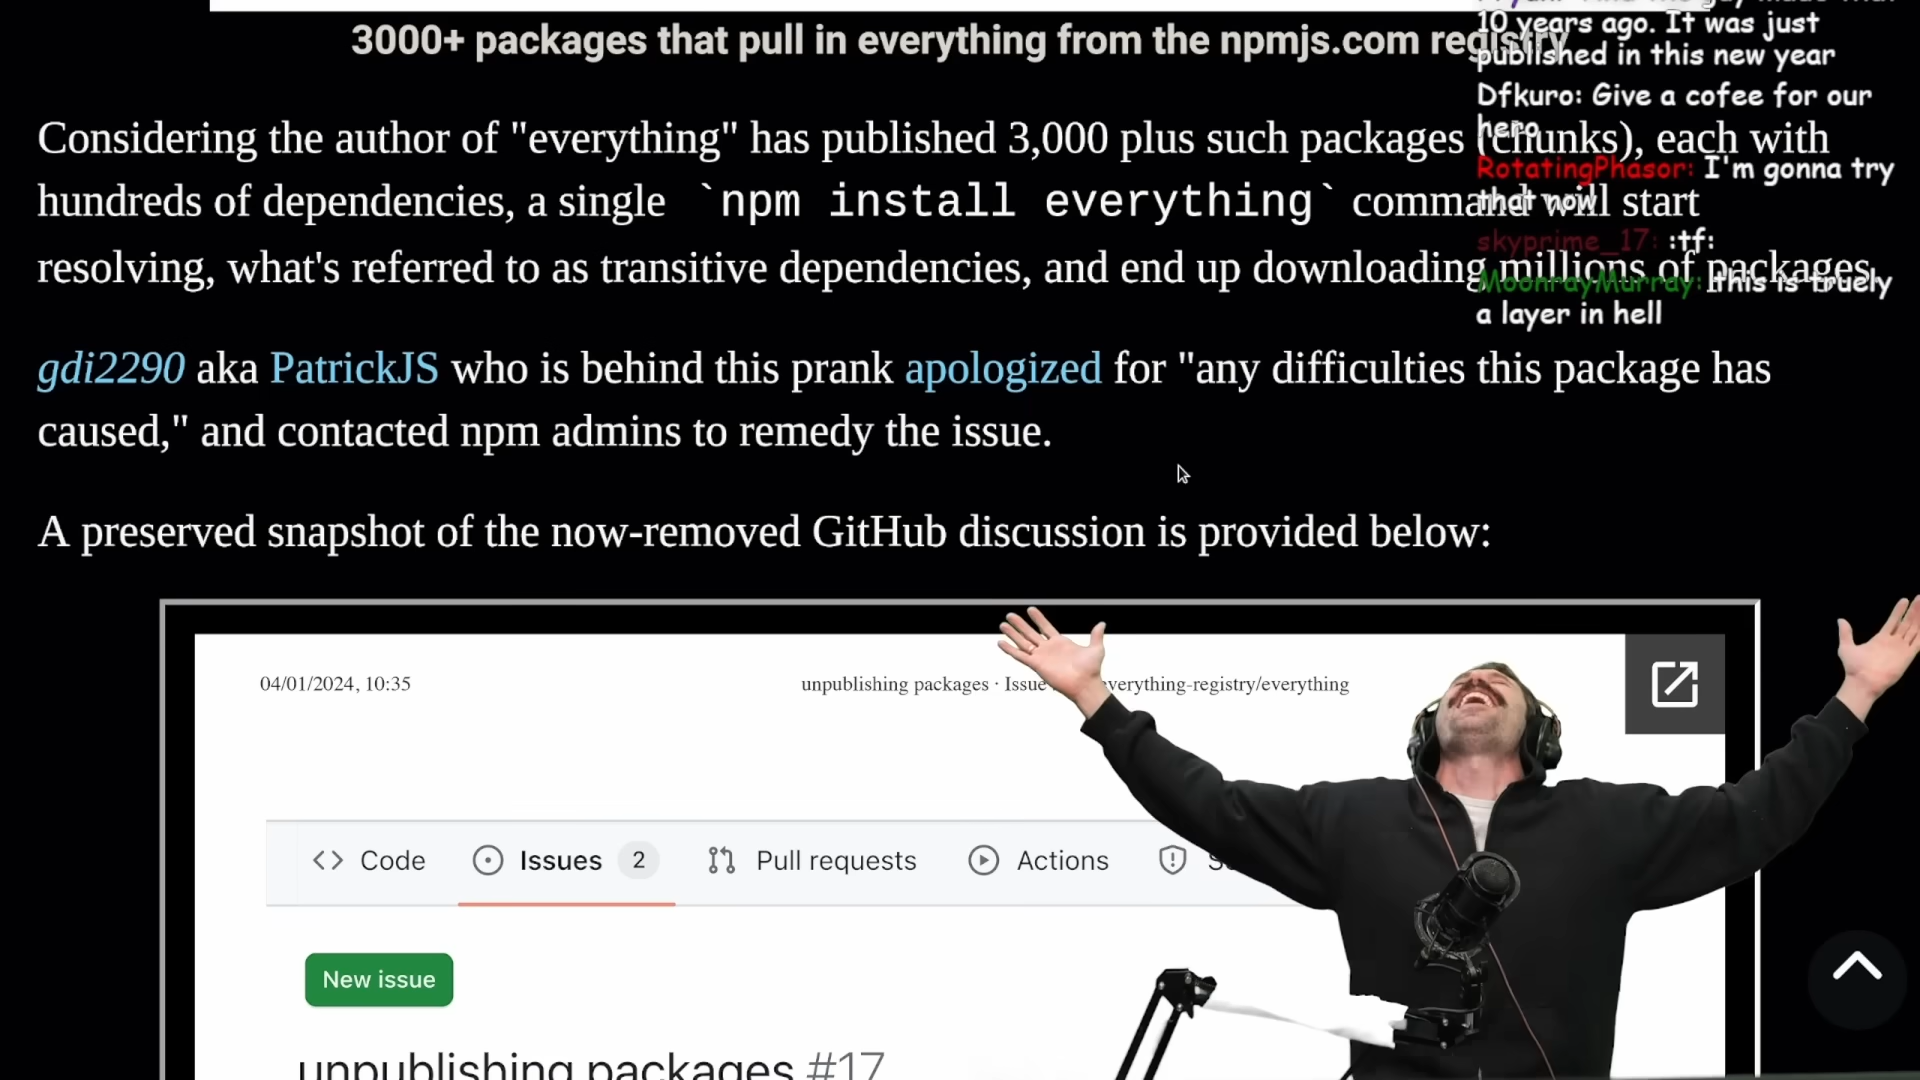 3000+ packages that pull in everything from the npmjs.com registry
Considering the author of "everything" has published 3,000 plus such packages (chunks), each with
hundreds of dependencies, a single `npm install everything` command will start
resolving, what's referred to as transitive dependencies, and end up downloading millions of packages
gdi2290 aka PatrickJS who is behind this prank apologized for "any difficulties this package has
caused," and contacted npm admins to remedy the issue.
A preserved snapshot of the now-removed GitHub discussion is provided below:
10 years ago. It was just
published in this new year
Dfkuro: Give a cofee for our
hero
RotatingPhasor: I'm gonna try
that now
skyprime_17: :tf:
MoonrayMurray: this is truely
a layer in hell
04/01/2024, 10:35
unpublishing packages · Issue everything-registry/everything
Code Issues 2 Pull requests Actions
New issue
unpublishing packages #17